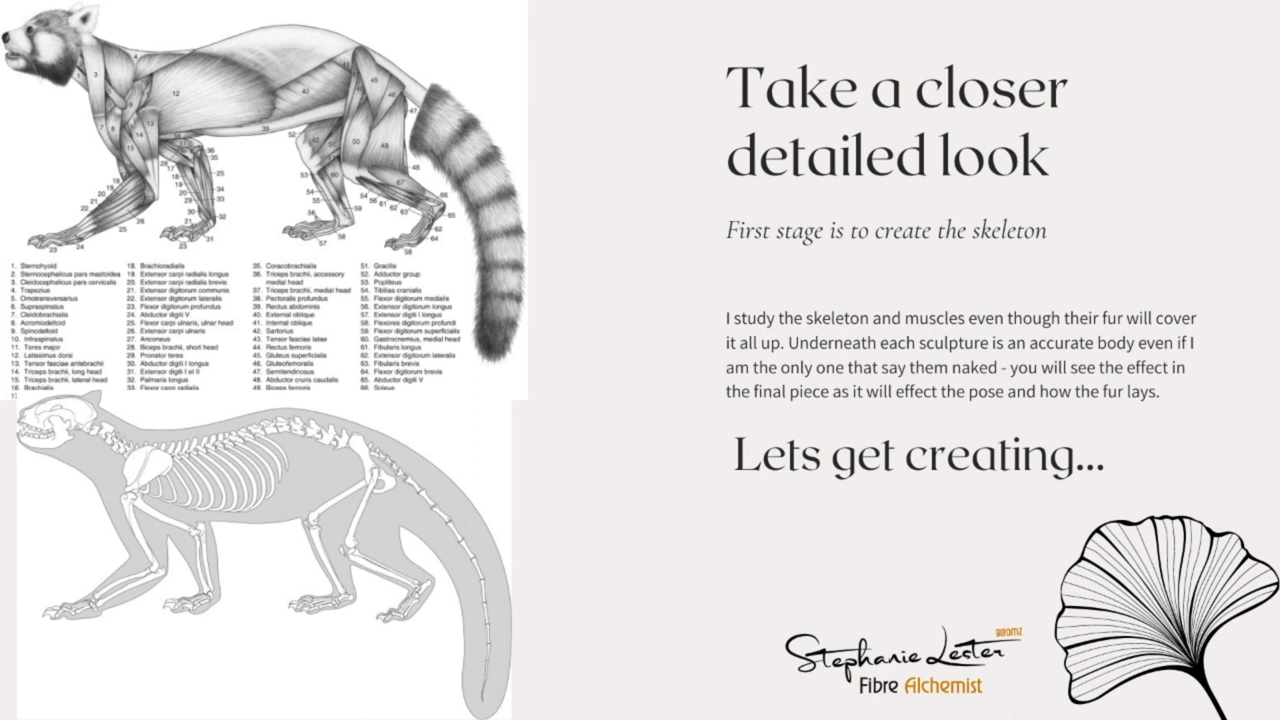 Take a closer
detailed look
First stage is to create the skeleton
I study the skeleton and muscles even though their fur will cover
it all up. Underneath each sculpture is an accurate body even if I
am the only one that say them naked - you will see the effect in
the final piece as it will effect the pose and how the fur lays.
Lets get creating...
1. Sternohyoid
2. Sternocephalicus pars mastoidea
3. Cleidocephalicus pars cervicalis
4. Trapezius
5. Omotransversarius
6. Supraspinatus
7. Cleidobrachialis
8. Acromiodeltoid
9. Spinodeltoid
10. Infraspinatus
11. Teres major
12. Latissimus dorsi
13. Tensor fasciae antebrachii
14. Triceps brachii, long head
15. Triceps brachii, lateral head
16. Brachialis
18. Brachioradialis
19. Extensor carpi radialis longus
20. Extensor carpi radialis brevis
21. Extensor digitorum communis
22. Extensor digitorum lateralis
23. Flexor digitorum profundus
24. Abductor digiti V
25. Flexor carpi ulnaris, ulnar head
26. Extensor carpi ulnaris
27. Anconeus
28. Biceps brachii, short head
29. Pronator teres
30. Abductor digiti I longus
31. Extensor digiti I et II
32. Palmaris longus
33. Flexor carpi radialis
35. Coracobrachialis
36. Triceps brachii, accessory
medial head
37. Triceps brachii, medial head
38. Pectoralis profundus
39. Rectus abdominis
40. External oblique
41. Internal oblique
42. Sartorius
43. Tensor fasciae latae
44. Rectus femoris
45. Gluteus superficialis
46. Gluteofemoralis
47. Semitendinosus
48. Abductor cruris caudalis
49. Biceps femoris
51. Gracilis
52. Adductor group
53. Popliteus
54. Tibialis cranialis
55. Flexor digitorum medialis
56. Extensor digitorum longus
57. Extensor digiti I longus
58. Flexores digitorum profundi
59. Flexor digitorum superficialis
60. Gastrocnemius, medial head
61. Fibularis longus
62. Extensor digitorum lateralis
63. Fibularis brevis
64. Flexor digitorum brevis
65. Abductor digiti V
66. Soleus
Stephanie Lester
Fibre Alchemist